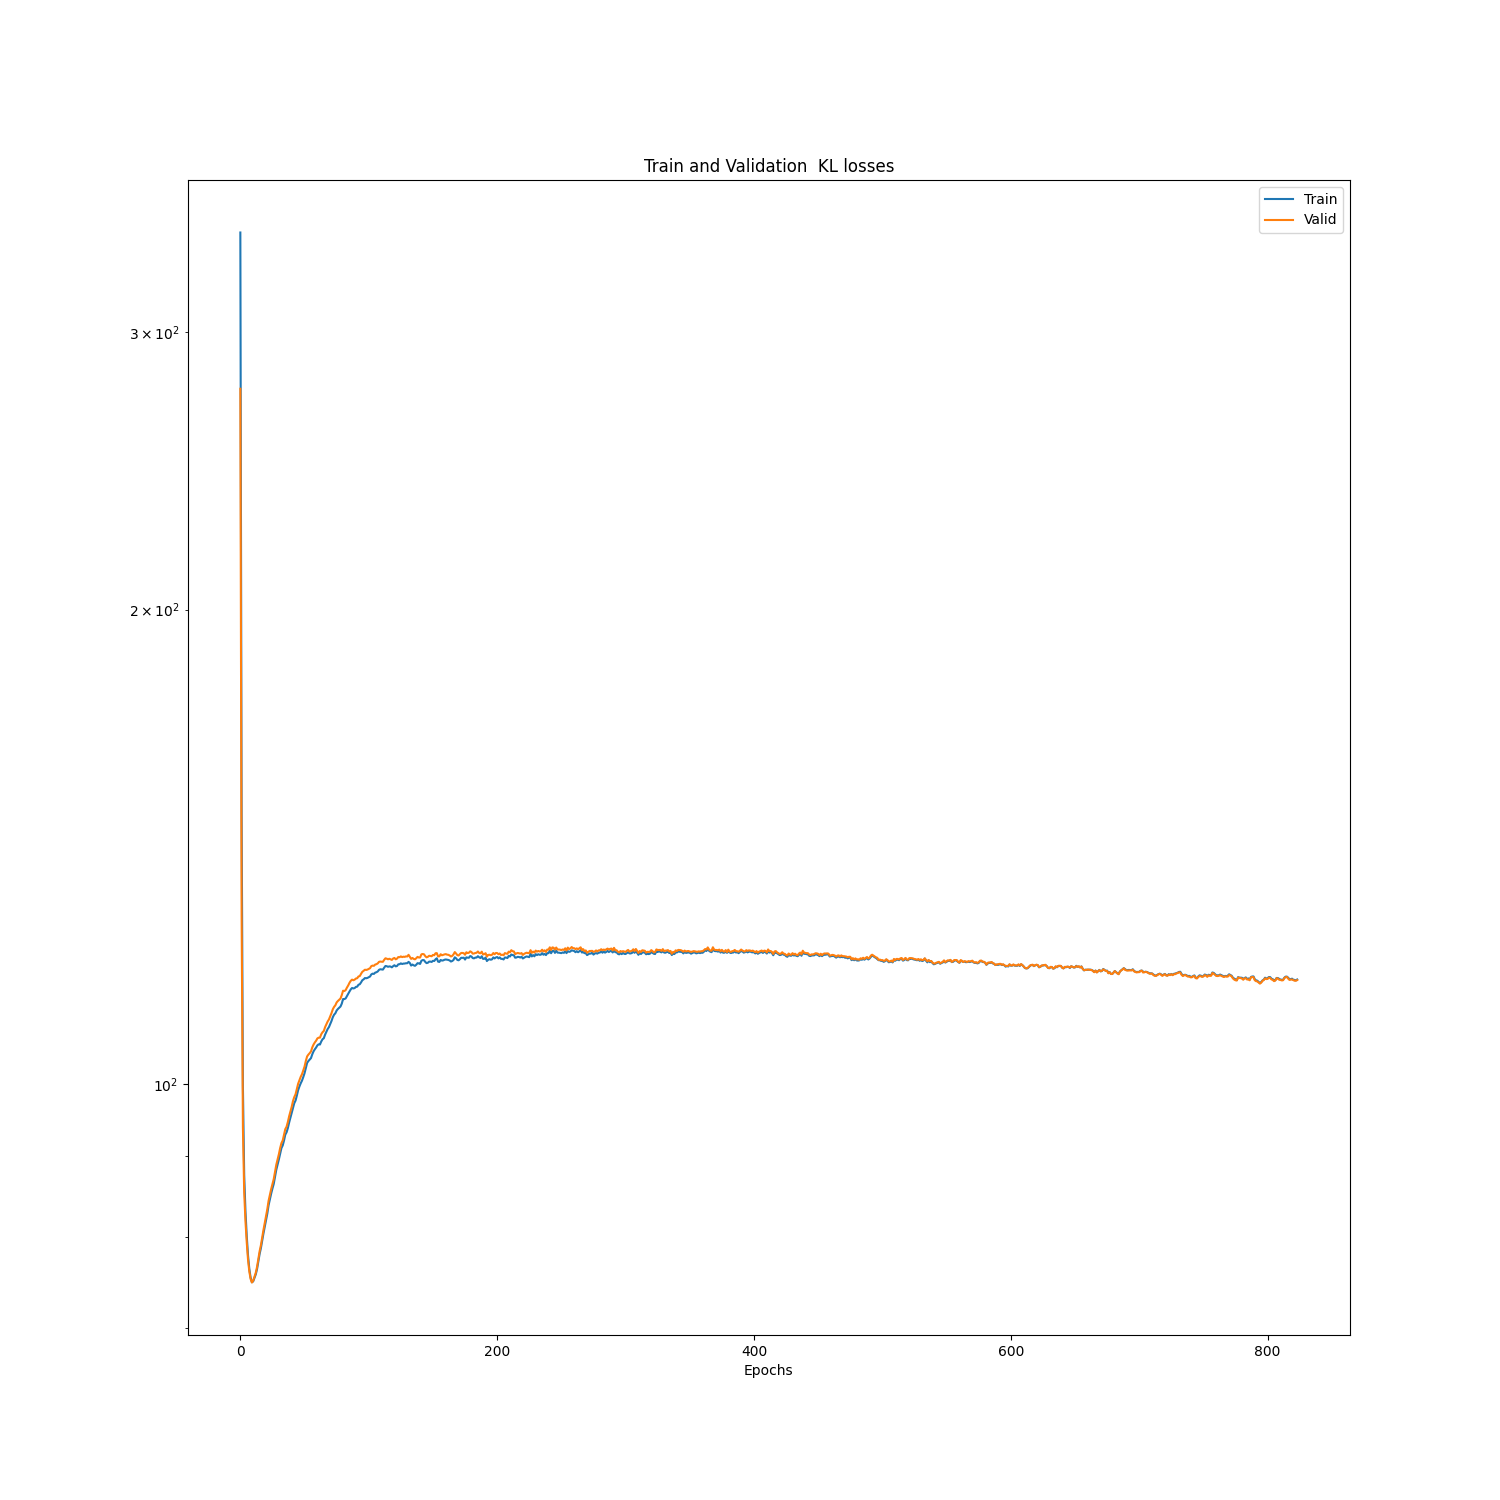 Train and Validation  KL losses
Train
Valid
3 × 10²
2 × 10²
10²
0 200 400 600 800
Epochs